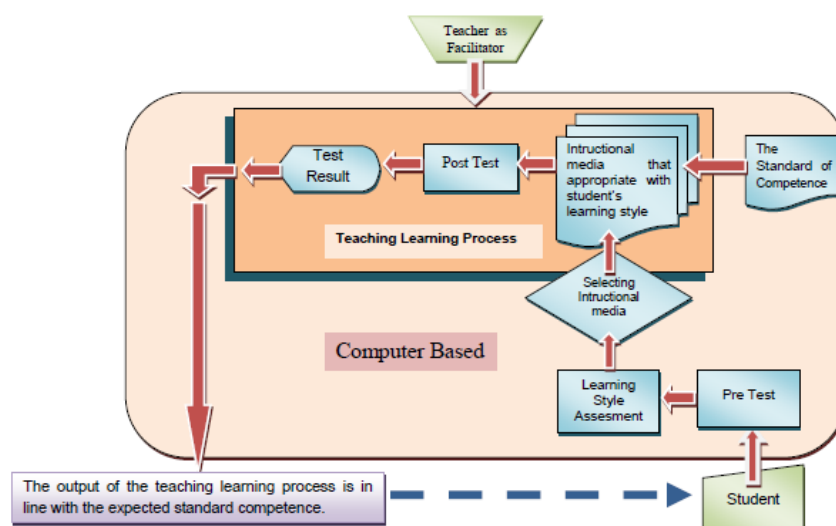 Teacher as
Facilitator
Test
Result
Post Test
Intructional
media that
appropriate with
student's
learning style
The
Standard of
Competence
Teaching Learning Process
Selecting
Intructional
media
Computer Based
Learning
Style
Assesment
Pre Test
The output of the teaching learning process is in
line with the expected standard competence.
Student